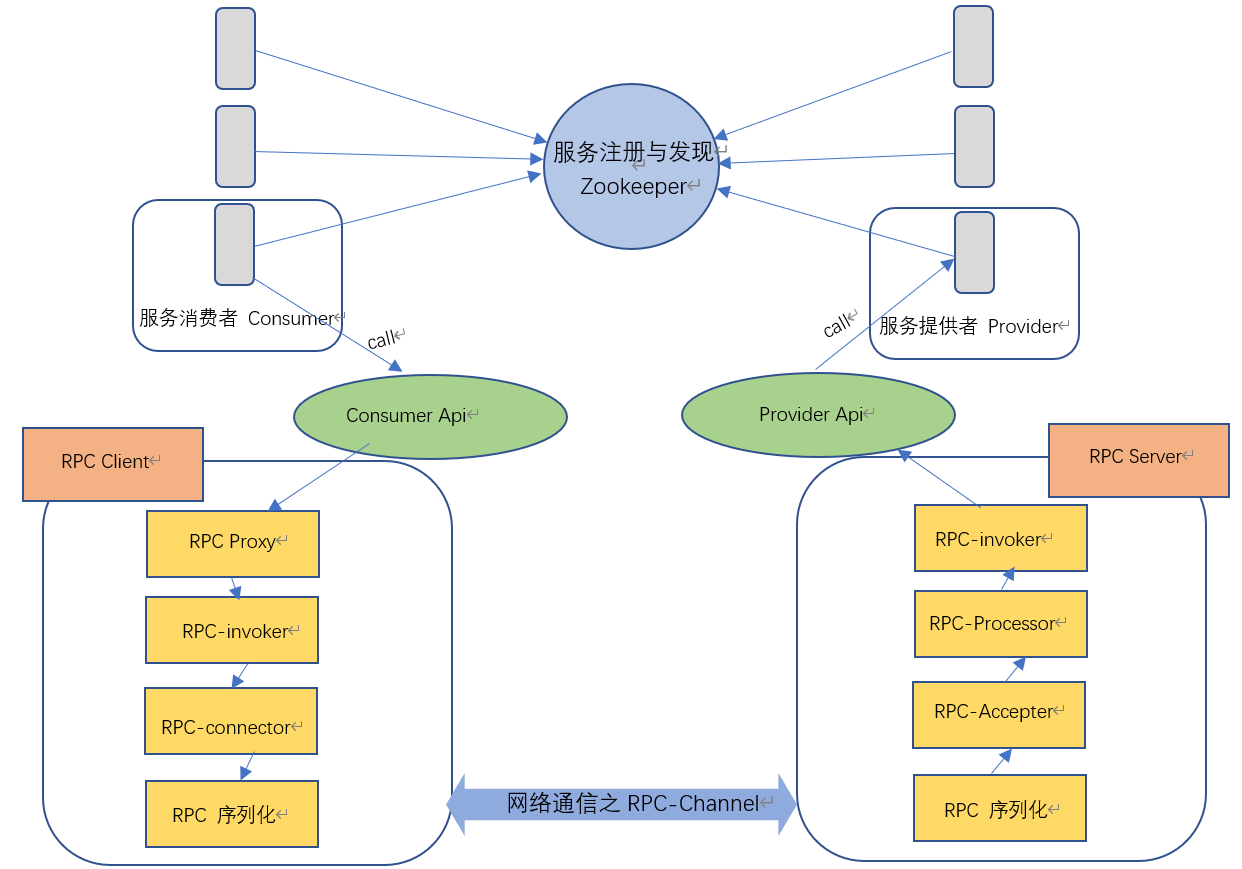 服务注册与发现
Zookeeper
服务消费者 Consumer
call
call
服务提供者 Provider
Consumer Api
Provider Api
RPC Client
RPC Server
RPC Proxy
RPC-invoker
RPC-invoker
RPC-Processor
RPC-connector
RPC-Accepter
RPC 序列化
网络通信之 RPC-Channel
RPC 序列化